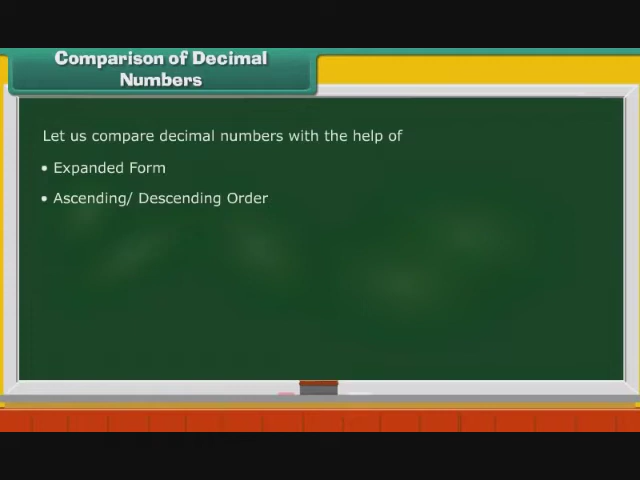 Comparison of Decimal
Numbers
Let us compare decimal numbers with the help of
• Expanded Form
• Ascending/ Descending Order